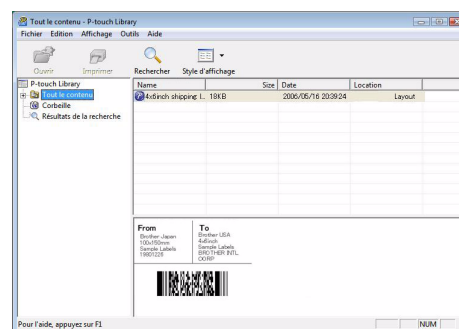 Tout le contenu - P-touch Library
Fichier Edition Affichage Outils Aide
Ouvrir Imprimer Rechercher Style d'affichage
P-touch Library
Tout le contenu
Corbeille
Résultats de la recherche
Name Size Date Location
4x6inch shipping l... 18KB 2006/05/16 20:39:24 Layout
From
Brother Japan
100x150mm
Sample Labels
19801226
To
Brother USA
4x6inch
Sample Labels
BROTHER INTL.
CORP
Pour l'aide, appuyez sur F1
NUM